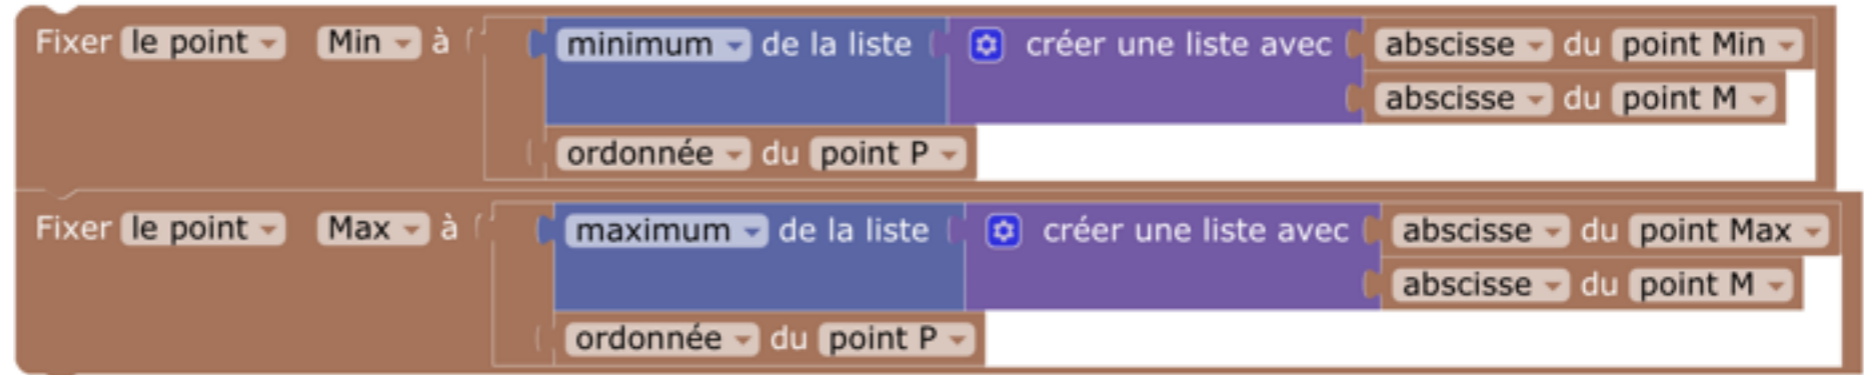 Fixer le point Min à minimum de la liste créer une liste avec abscisse du point Min
abscisse du point M
ordonnée du point P
Fixer le point Max à maximum de la liste créer une liste avec abscisse du point Max
abscisse du point M
ordonnée du point P